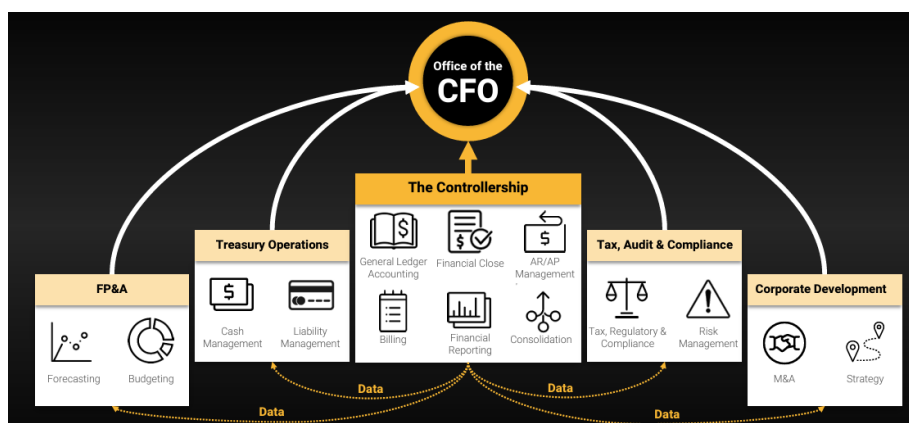 Office of the
CFO
The Controllership
General Ledger
Accounting
Financial Close
AR/AP
Management
Billing
Financial
Reporting
Consolidation
Treasury Operations
Cash
Management
Liability
Management
Tax, Audit & Compliance
Tax, Regulatory &
Compliance
Risk
Management
FP&A
Forecasting
Budgeting
Corporate Development
M&A
Strategy
Data
Data
Data
Data